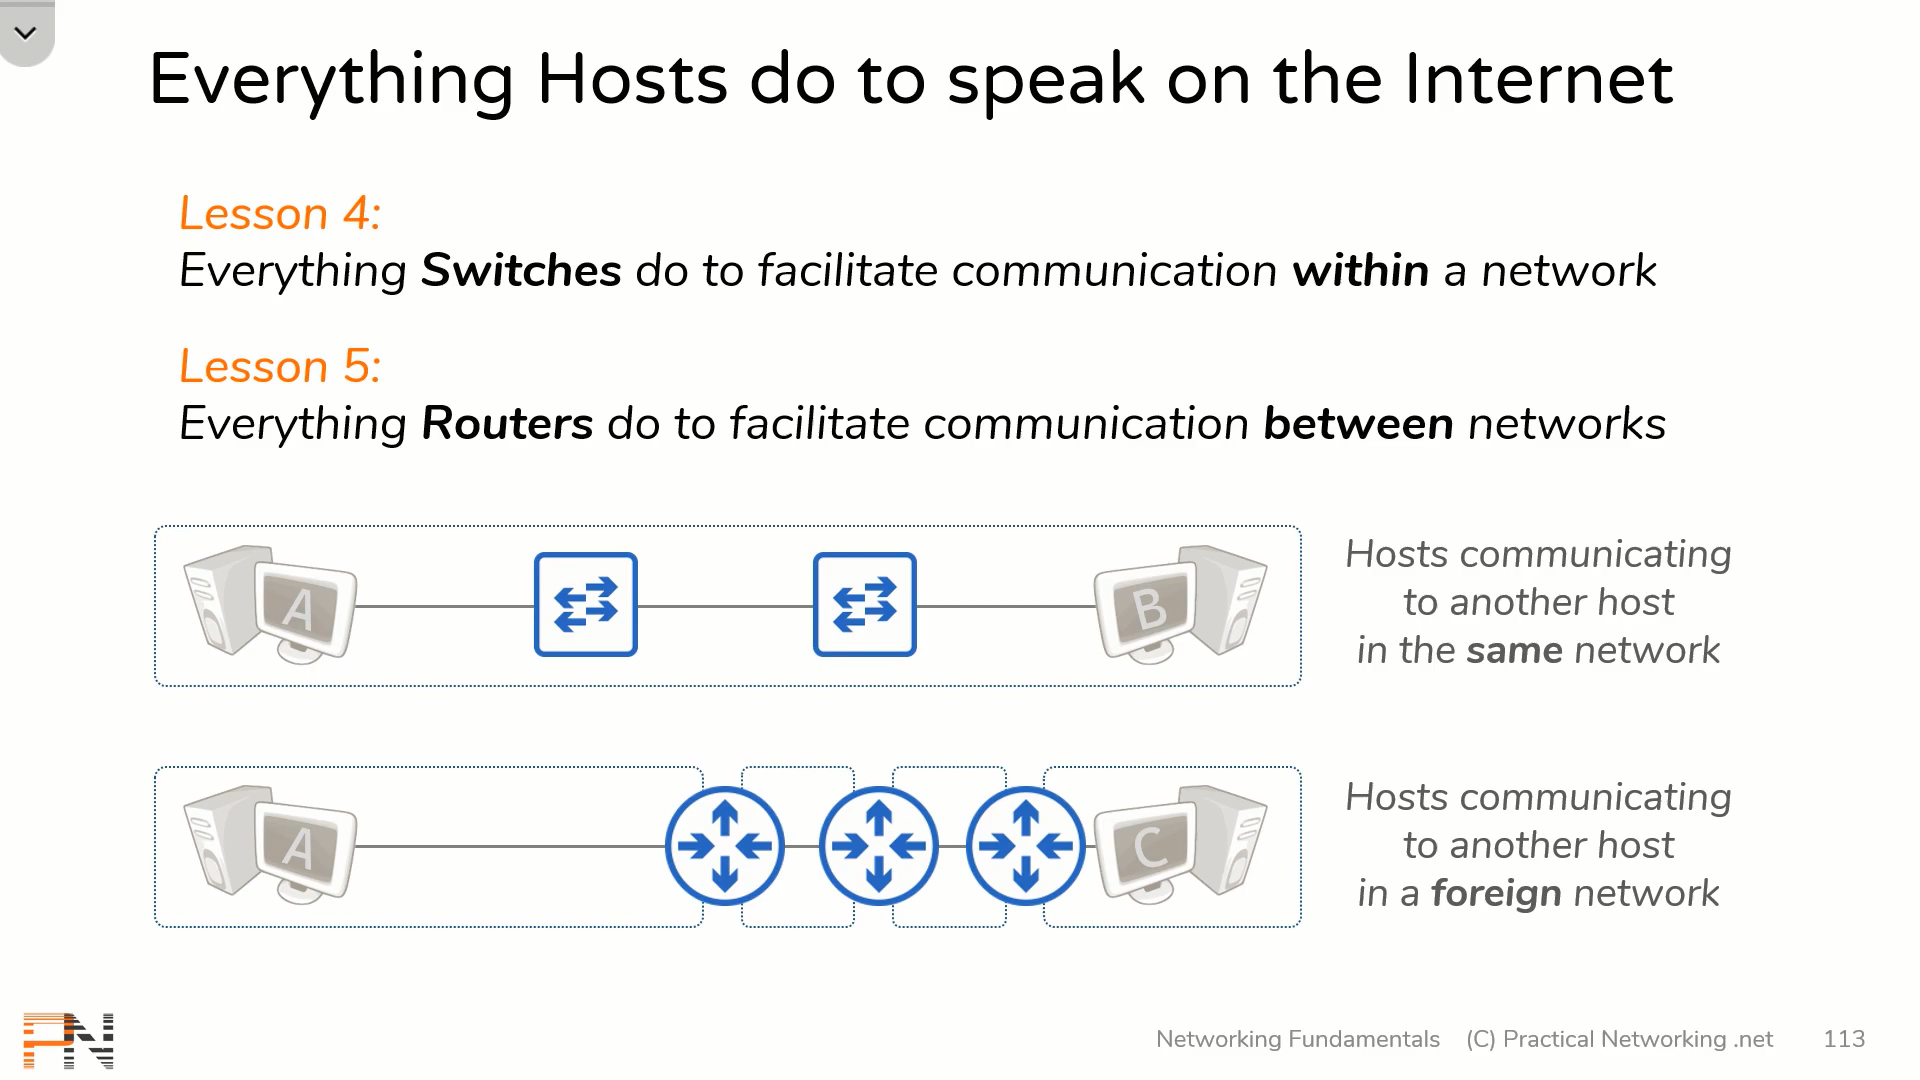 Everything Hosts do to speak on the Internet
Lesson 4:
Everything Switches do to facilitate communication within a network
Lesson 5:
Everything Routers do to facilitate communication between networks
A
B
Hosts communicating
to another host
in the same network
A
C
Hosts communicating
to another host
in a foreign network
PN
Networking Fundamentals (C) Practical Networking .net 113